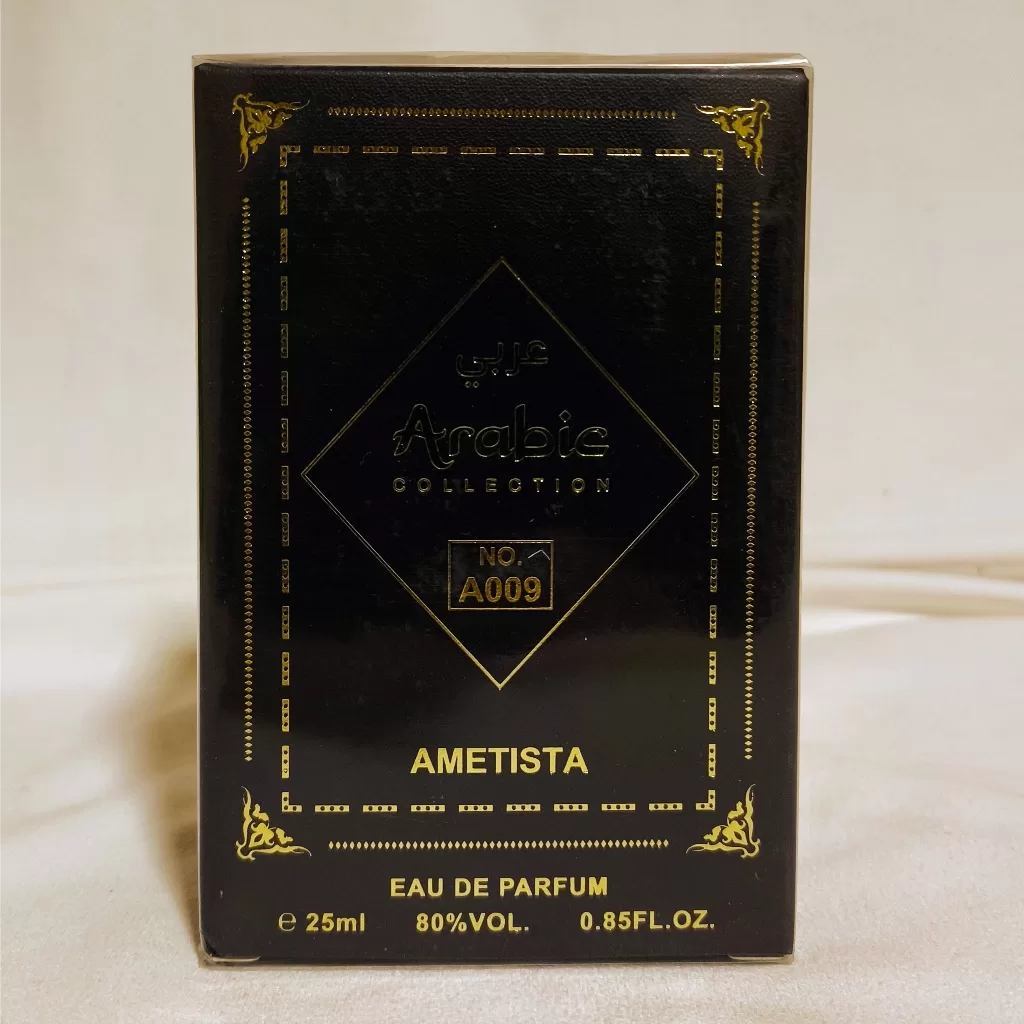 عربي
Arabic
COLLECTION
NO.
A009
AMETISTA
EAU DE PARFUM
℮ 25ml 80%VOL. 0.85FL.OZ.